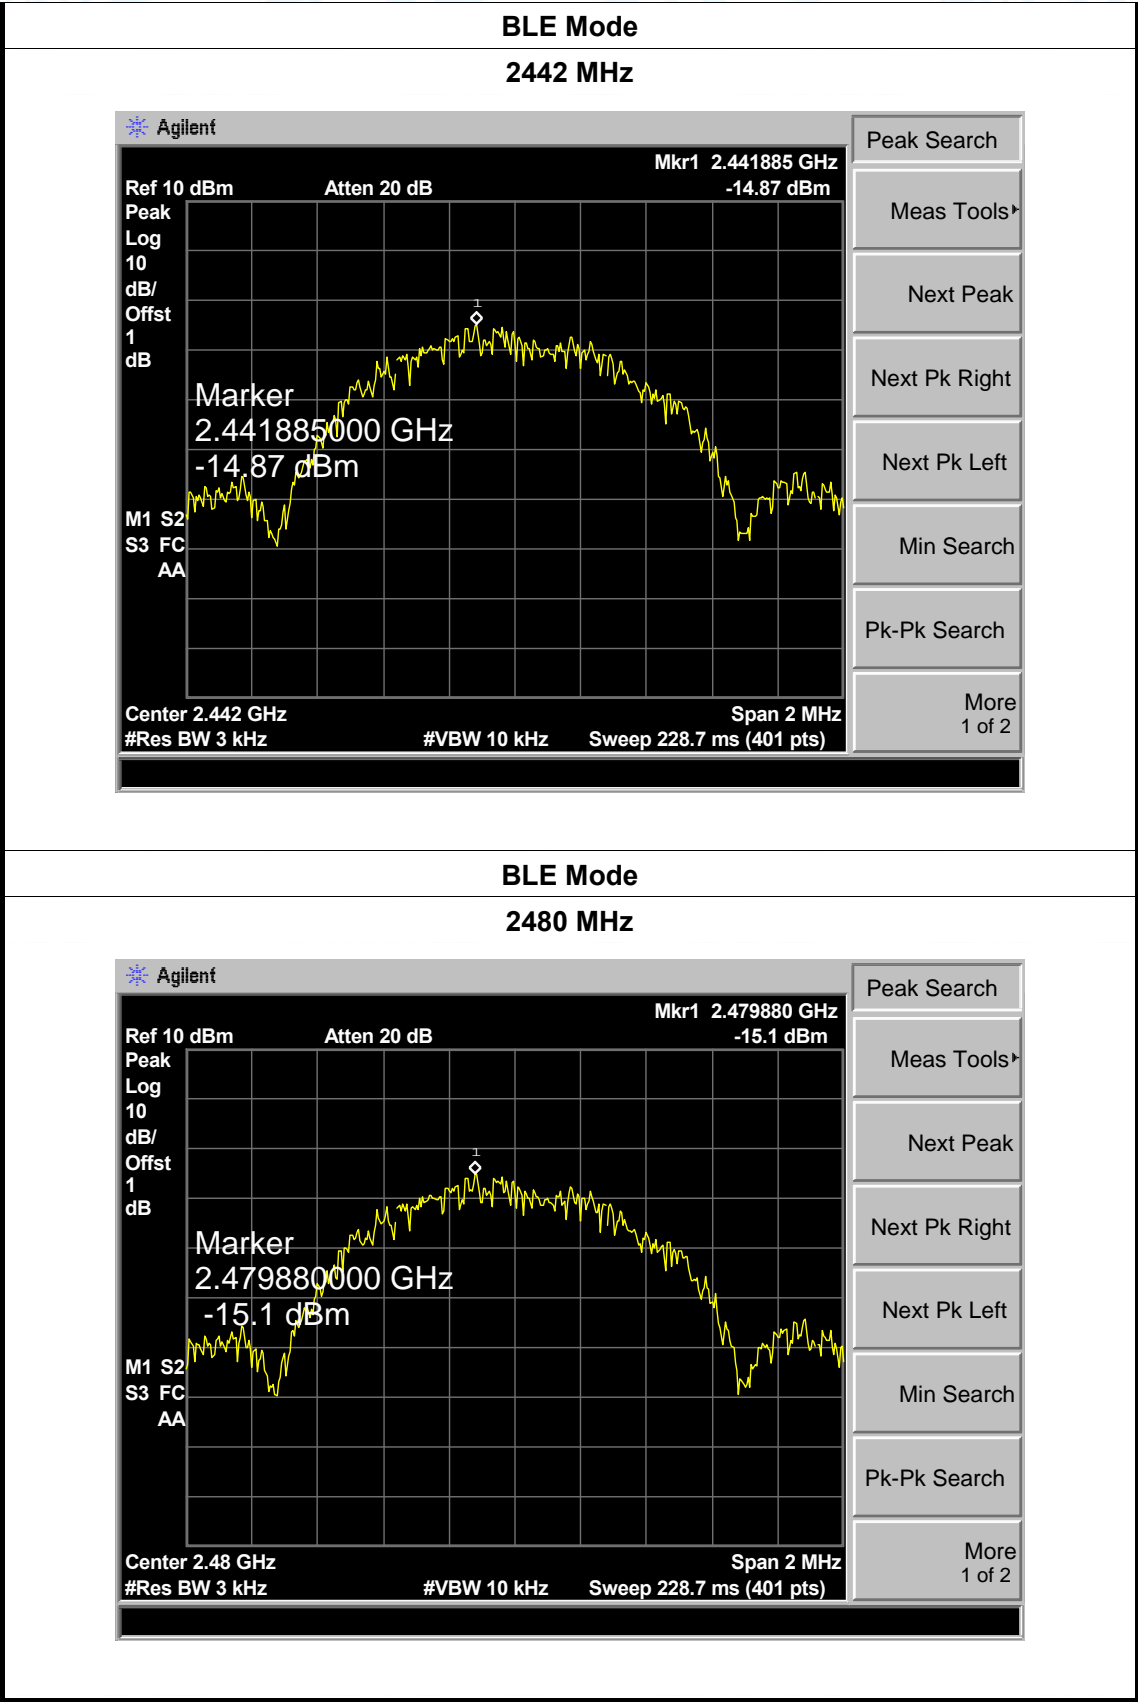 BLE Mode
2442 MHz
Agilent
Peak Search
Mkr1 2.441885 GHz
Ref 10 dBm Atten 20 dB -14.87 dBm
Peak
Log
10
dB/
Offst
1
dB
1
Marker
2.441885000 GHz
-14.87 dBm
M1 S2
S3 FC
AA
Center 2.442 GHz Span 2 MHz
#Res BW 3 kHz #VBW 10 kHz Sweep 228.7 ms (401 pts)
Meas Tools
Next Peak
Next Pk Right
Next Pk Left
Min Search
Pk-Pk Search
More
1 of 2
BLE Mode
2480 MHz
Agilent
Peak Search
Mkr1 2.479880 GHz
Ref 10 dBm Atten 20 dB -15.1 dBm
Peak
Log
10
dB/
Offst
1
dB
1
Marker
2.479880000 GHz
-15.1 dBm
M1 S2
S3 FC
AA
Center 2.48 GHz Span 2 MHz
#Res BW 3 kHz #VBW 10 kHz Sweep 228.7 ms (401 pts)
Meas Tools
Next Peak
Next Pk Right
Next Pk Left
Min Search
Pk-Pk Search
More
1 of 2